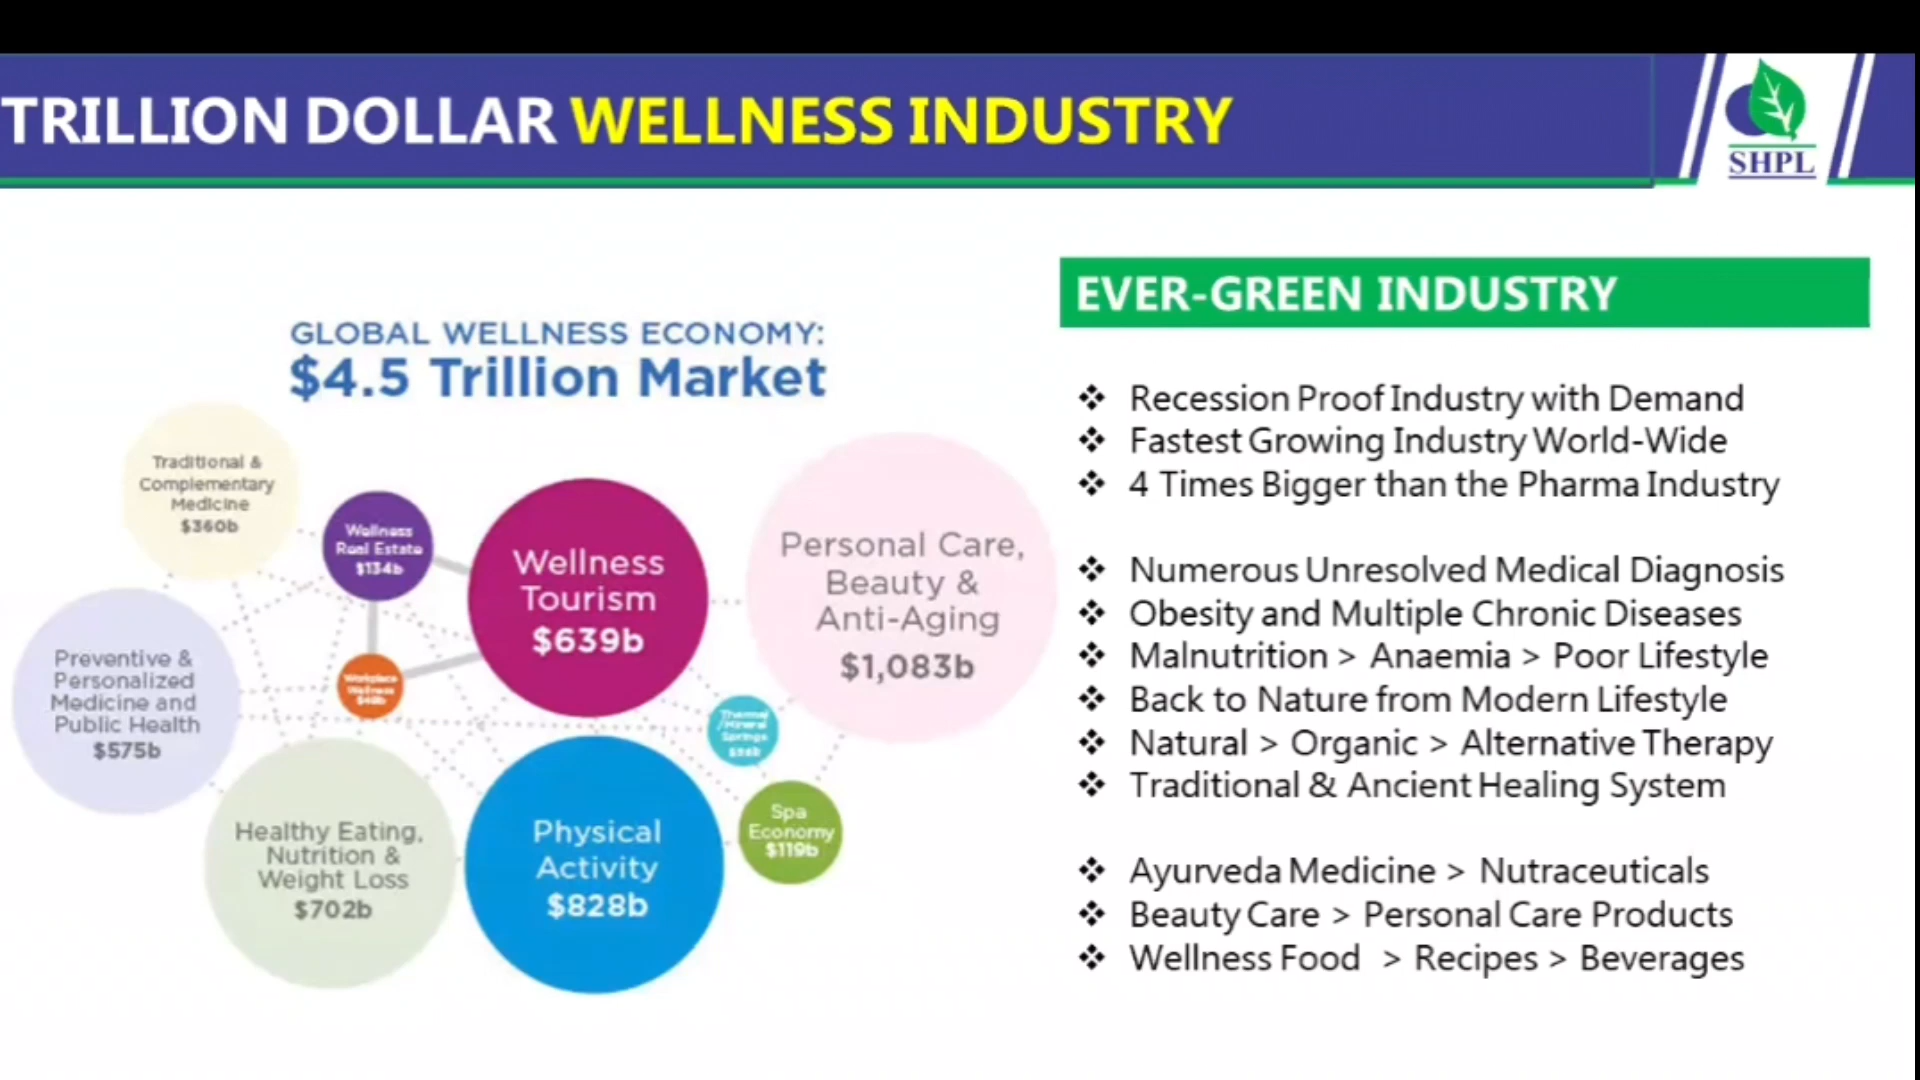 TRILLION DOLLAR WELLNESS INDUSTRY
SHPL
GLOBAL WELLNESS ECONOMY:
$4.5 Trillion Market
Traditional &
Complementary
Medicine
$360b
Wellness
Real Estate
$134b
Wellness
Tourism
$639b
Personal Care,
Beauty &
Anti-Aging
$1,083b
Preventive &
Personalized
Medicine and
Public Health
$575b
Workplace
Wellness
Thermal
/Mineral
Springs
Healthy Eating,
Nutrition &
Weight Loss
$702b
Physical
Activity
$828b
Spa
Economy
$119b
EVER-GREEN INDUSTRY
❖ Recession Proof Industry with Demand
❖ Fastest Growing Industry World-Wide
❖ 4 Times Bigger than the Pharma Industry
❖ Numerous Unresolved Medical Diagnosis
❖ Obesity and Multiple Chronic Diseases
❖ Malnutrition > Anaemia > Poor Lifestyle
❖ Back to Nature from Modern Lifestyle
❖ Natural > Organic > Alternative Therapy
❖ Traditional & Ancient Healing System
❖ Ayurveda Medicine > Nutraceuticals
❖ Beauty Care > Personal Care Products
❖ Wellness Food > Recipes > Beverages